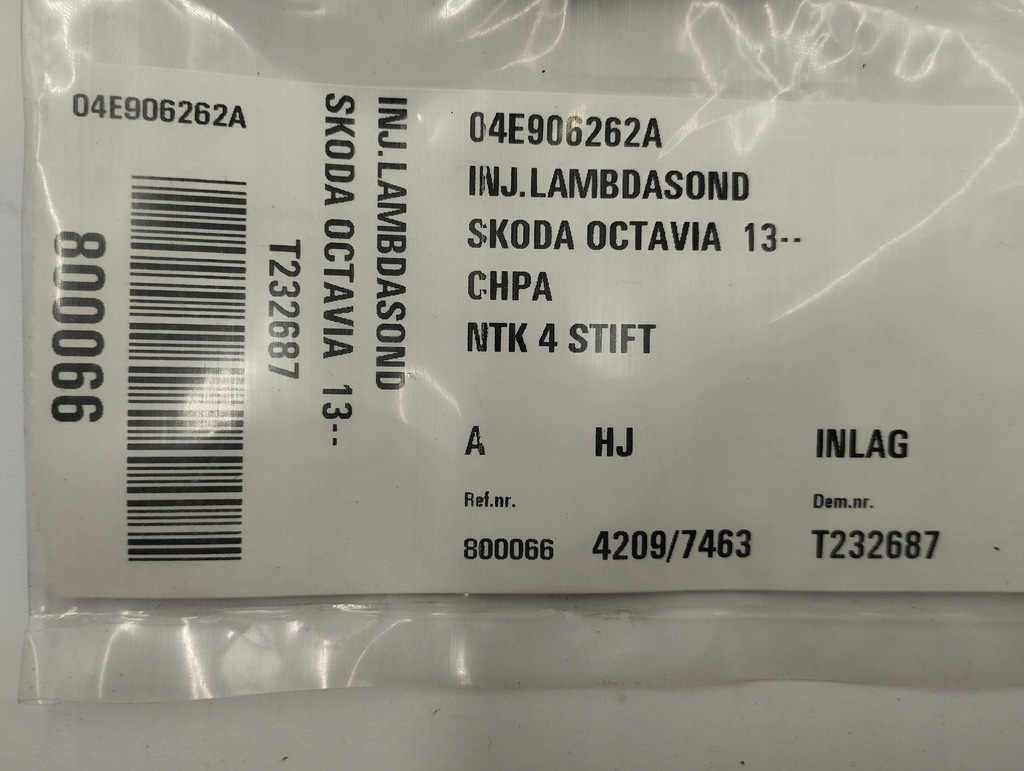 04E906262A
800066
T232687
SKODA OCTAVIA 13--
INJ.LAMBDASOND
04E906262A
INJ.LAMBDASOND
SKODA OCTAVIA 13--
CHPA
NTK 4 STIFT
A HJ INLAG
Ref.nr. Dem.nr.
800066 4209/7463 T232687